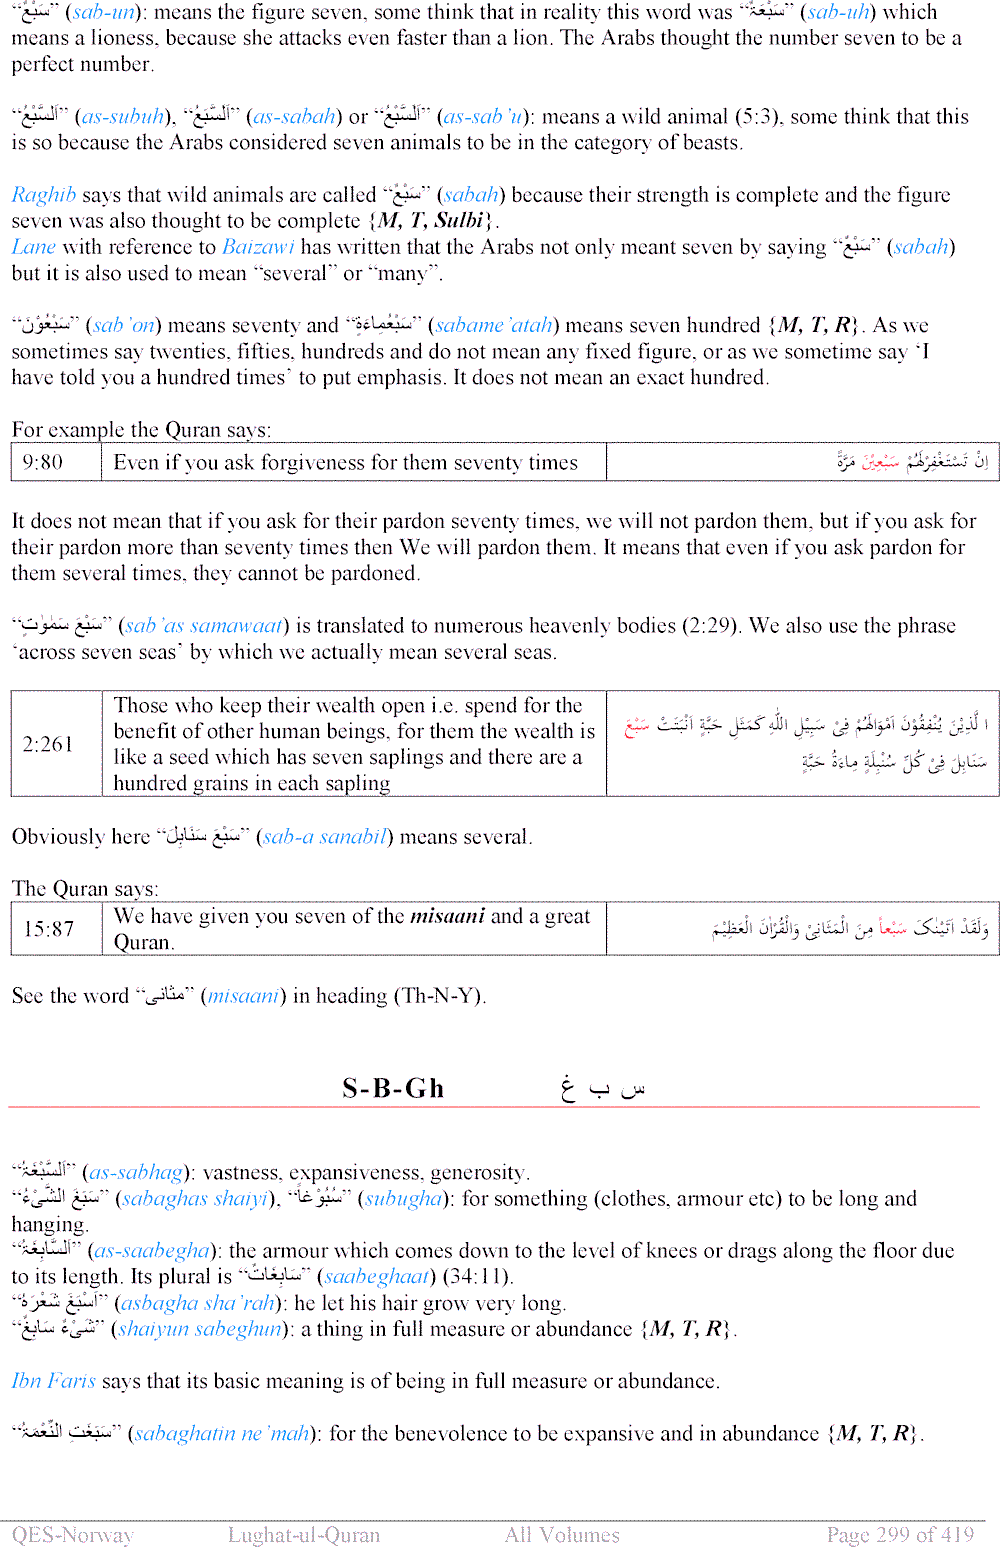 “سَبْعٌ” (sab-un): means the figure seven, some think that in reality this word was “سَبْعَۃٌ” (sab-uh) which
means a lioness, because she attacks even faster than a lion. The Arabs thought the number seven to be a
perfect number.
“اَلسَّبْعُ” (as-subuh), “اَلسَّبَعُ” (as-sabah) or “اَلسَّبْعُ” (as-sab’u): means a wild animal (5:3), some think that this
is so because the Arabs considered seven animals to be in the category of beasts.
Raghib says that wild animals are called “سَبْعٌ” (sabah) because their strength is complete and the figure
seven was also thought to be complete {M, T, Sulbi}.
Lane with reference to Baizawi has written that the Arabs not only meant seven by saying “سَبْعٌ” (sabah)
but it is also used to mean “several” or “many”.
“سَبْعُوْنَ” (sab’on) means seventy and “سَبْعُمِاءَۃٍ” (sabame’atah) means seven hundred {M, T, R}. As we
sometimes say twenties, fifties, hundreds and do not mean any fixed figure, or as we sometime say ‘I
have told you a hundred times’ to put emphasis. It does not mean an exact hundred.
For example the Quran says:
9:80 Even if you ask forgiveness for them seventy times اِنْ تَسْتَغْفِرْلَهُمْ سَبْعِيْنَ مَرَّۃً
It does not mean that if you ask for their pardon seventy times, we will not pardon them, but if you ask for
their pardon more than seventy times then We will pardon them. It means that even if you ask pardon for
them several times, they cannot be pardoned.
“سَبْعَ سَمٰوٰتٍ” (sab’as samawaat) is translated to numerous heavenly bodies (2:29). We also use the phrase
‘across seven seas’ by which we actually mean several seas.
2:261 Those who keep their wealth open i.e. spend for the
benefit of other human beings, for them the wealth is
like a seed which has seven saplings and there are a
hundred grains in each sapling
ا لَّذِيْنَ يُنْفِقُوْنَ اَمْوَالَهُمْ فِیْ سَبِيْلِ اللّٰهِ کَمَثَلِ حَبَّۃٍ اَنْبَتَتْ سَبْعَ
سَنَابِلَ فِیْ کُلِّ سُنْبِلَۃٍ مِاءَۃُ حَبَّۃٍ
Obviously here “سَبْعَ سَنَابِلَ” (sab-a sanabil) means several.
The Quran says:
15:87 We have given you seven of the misaani and a great
Quran.
وَلَقَدْ اٰتَيْنٰکَ سَبْعاً مِنَ الْمَثَانِیْ وَالْقُرْاٰنَ الْعَظِيْمَ
See the word “مثانی” (misaani) in heading (Th-N-Y).
S-B-Gh س ب غ
“اَلسَّبْغَۃُ” (as-sabhag): vastness, expansiveness, generosity.
“سَبَغَ الشَّیْءُ” (sabaghas shaiyi), “سُبُوْغاً” (subugha): for something (clothes, armour etc) to be long and
hanging.
“اَلسَّابِغَۃُ” (as-saabegha): the armour which comes down to the level of knees or drags along the floor due
to its length. Its plural is “سَابِغَاتٌ” (saabeghaat) (34:11).
“اَسْبَغَ شَعْرَهُ” (asbagha sha’rah): he let his hair grow very long.
“شَیْءٌ سَابِغٌ” (shaiyun sabeghun): a thing in full measure or abundance {M, T, R}.
Ibn Faris says that its basic meaning is of being in full measure or abundance.
“سَبَغَتِ النِّعْمَۃُ” (sabaghatin ne’mah): for the benevolence to be expansive and in abundance {M, T, R}.
QES-Norway Lughat-ul-Quran All Volumes Page 299 of 419